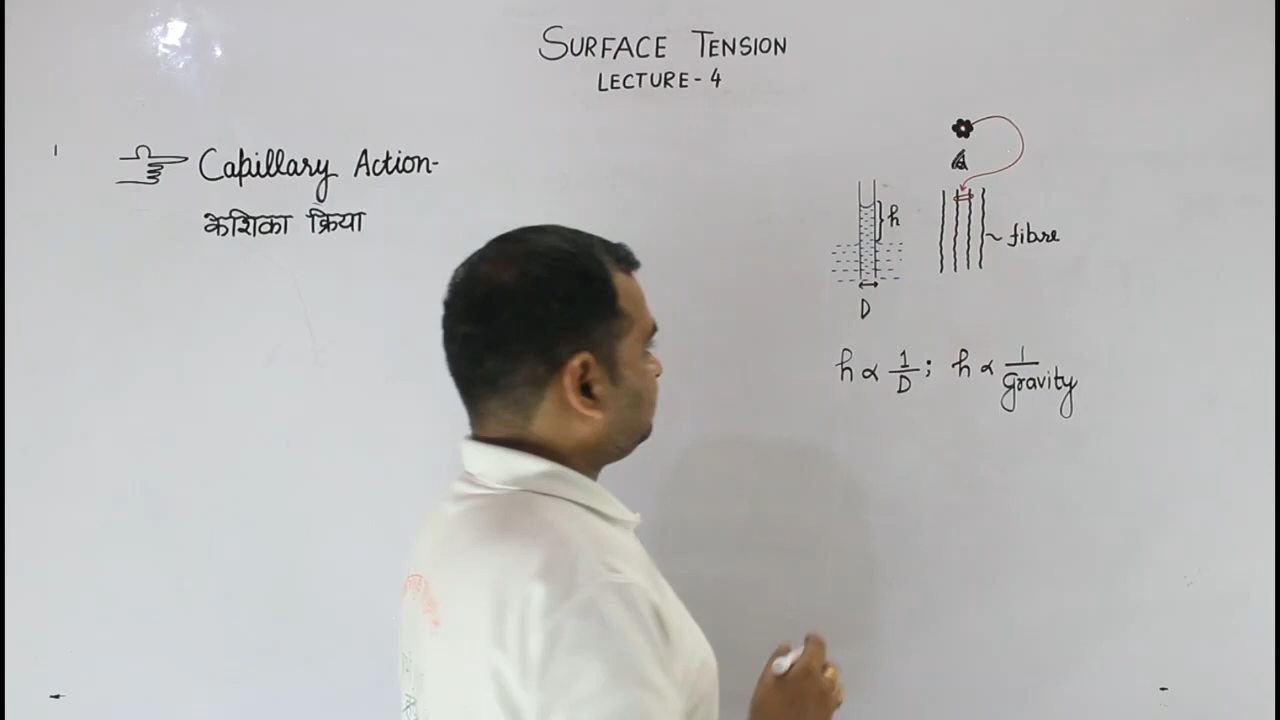 SURFACE TENSION
LECTURE-4
Capillary Action-
केशिका क्रिया
h
fibre
D
h ∝ 1/D ; h ∝ 1/gravity